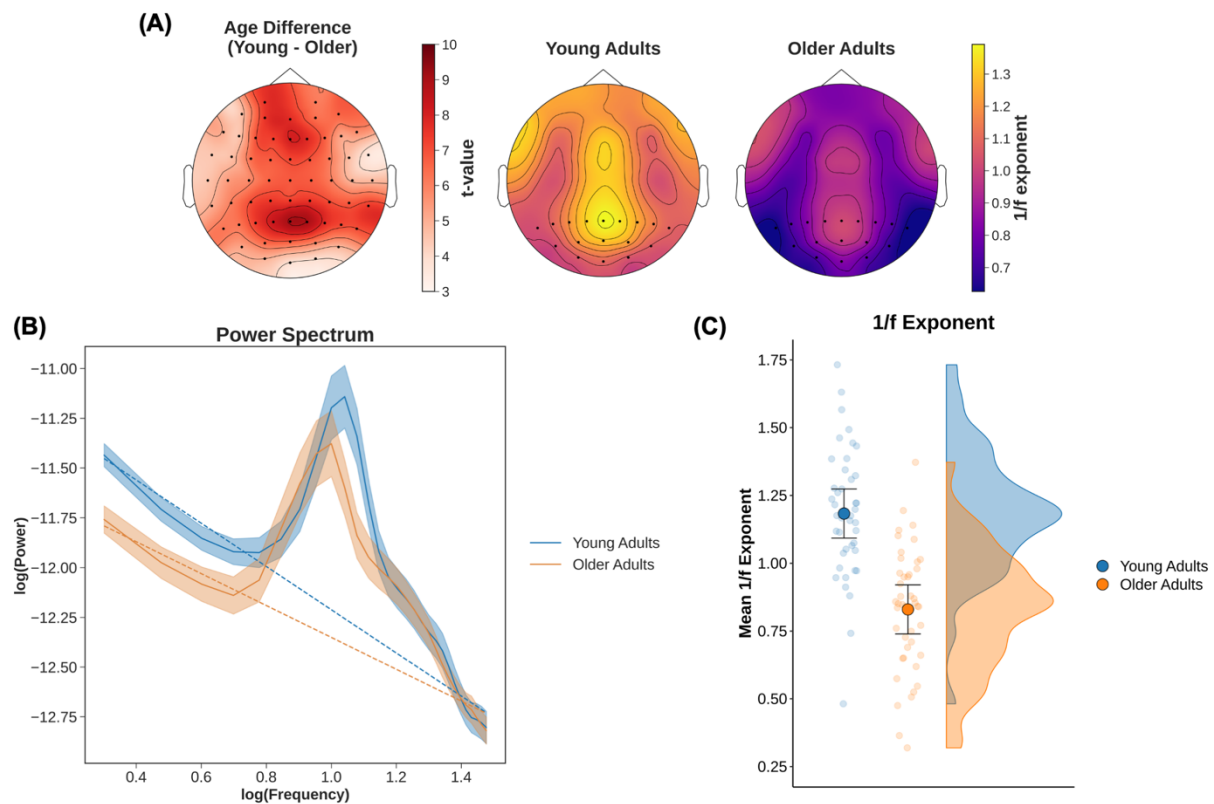 (A)
Age Difference
(Young - Older)
10
9
8
7
6
5
4
3
t-value
Young Adults
Older Adults
1.3
1.2
1.1
1.0
0.9
0.8
0.7
1/f exponent
(B)
Power Spectrum
−11.00
−11.25
−11.50
−11.75
−12.00
−12.25
−12.50
−12.75
log(Power)
0.4
0.6
0.8
1.0
1.2
1.4
log(Frequency)
Young Adults
Older Adults
(C)
1/f Exponent
1.75
1.50
1.25
1.00
0.75
0.50
0.25
Mean 1/f Exponent
Young Adults
Older Adults